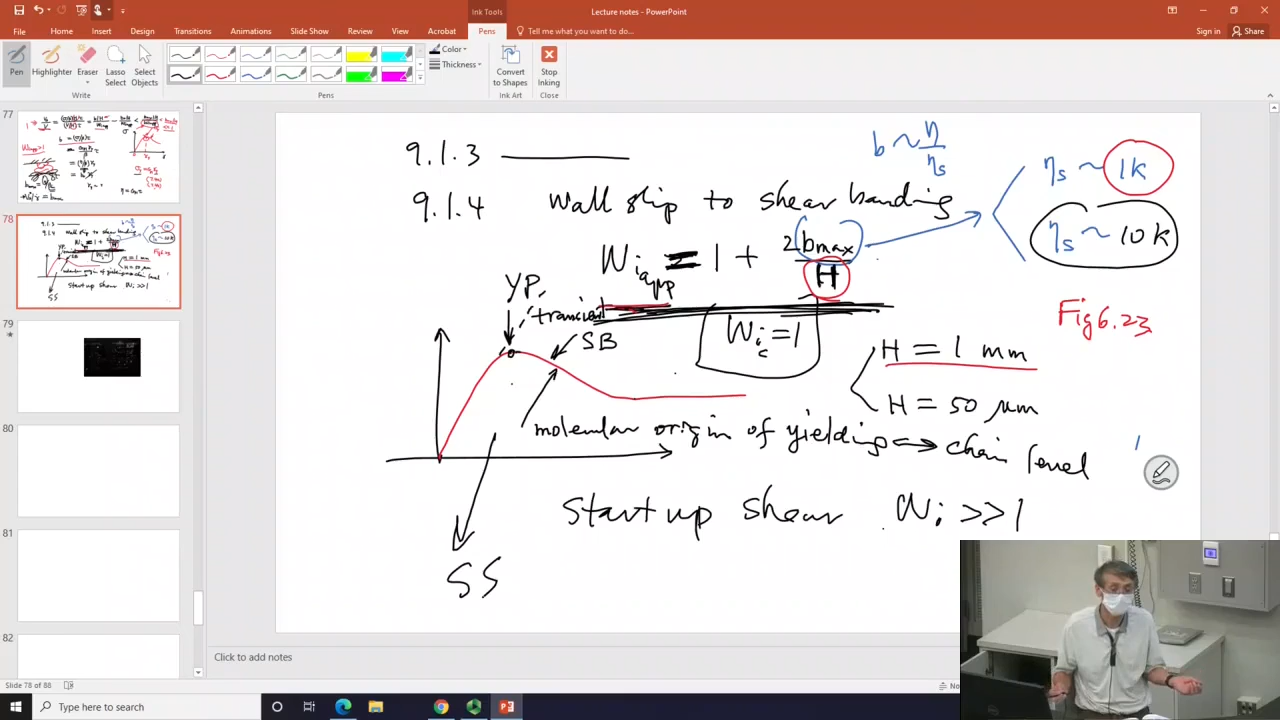 Ink Tools
Lecture notes - PowerPoint
File Home Insert Design Transitions Animations Slide Show Review View Acrobat Pens Tell me what you want to do... Sign in Share
Pen Highlighter Eraser Lasso Select Select Objects Color Thickness Convert to Shapes Stop Inking
Write Pens Ink Art Close
77
78
79
80
81
82
9.1.3
9.1.4 Wall slip to shear banding
b ~ η/ηs
ηs ~ 1k
ηs ~ 10k
Wi app = 1 + 2bmax/H
Wic = 1
YP,
transient
SB
Fig 6.23
H = 1 mm
H = 50 μm
molecular origin of yielding ↔ chain level
Startup shear Wi >> 1
SS
Click to add notes
Slide 78 of 86
Type here to search